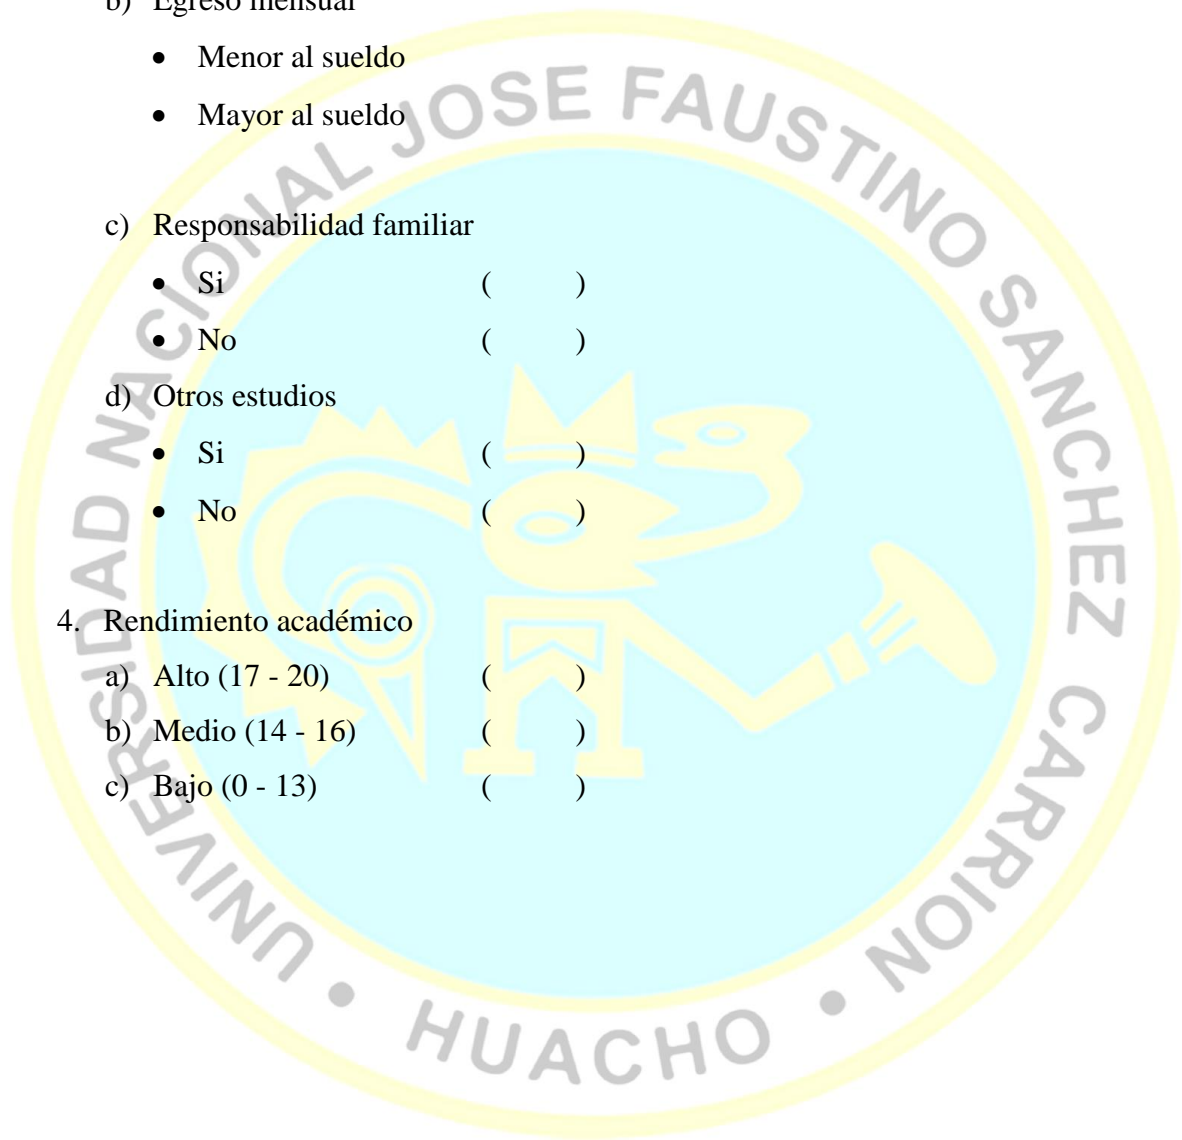 b) Egreso mensual
• Menor al sueldo
• Mayor al sueldo
c) Responsabilidad familiar
• Si ( )
• No ( )
d) Otros estudios
• Si ( )
• No ( )
4. Rendimiento académico
a) Alto (17 - 20) ( )
b) Medio (14 - 16) ( )
c) Bajo (0 - 13) ( )
UNIVERSIDAD NACIONAL JOSE FAUSTINO SANCHEZ CARRION • HUACHO •